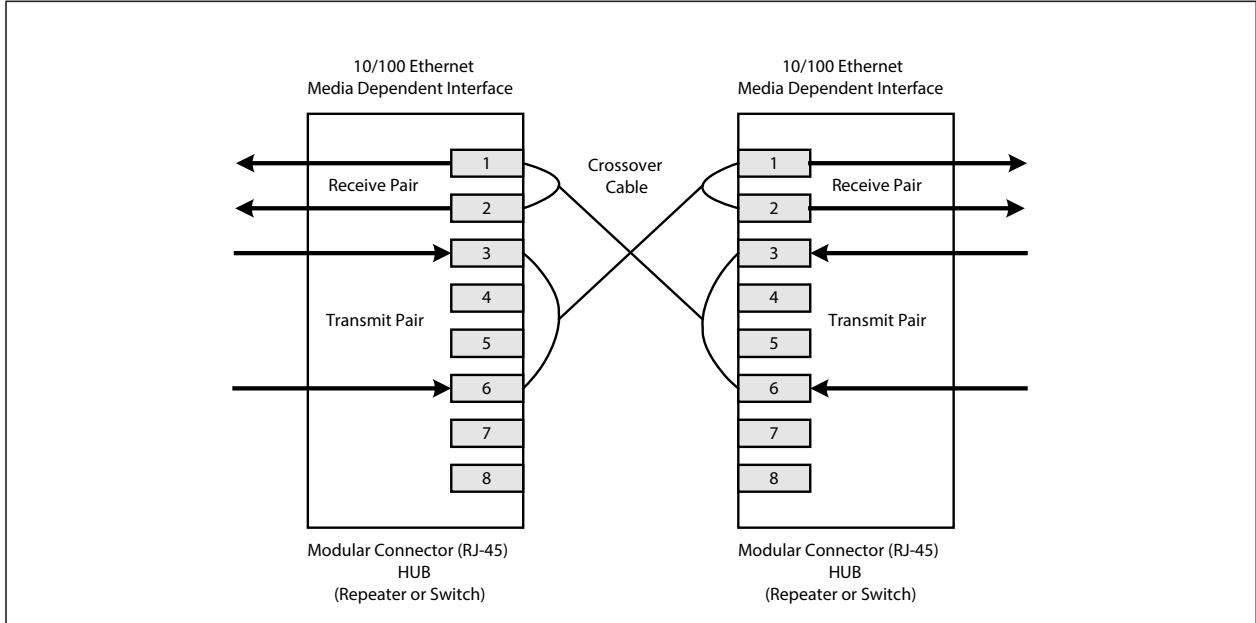 10/100 Ethernet
Media Dependent Interface
10/100 Ethernet
Media Dependent Interface
Crossover
Cable
1
Receive Pair
2
3
4
Transmit Pair
5
6
7
8
1
Receive Pair
2
3
4
Transmit Pair
5
6
7
8
Modular Connector (RJ-45)
HUB
(Repeater or Switch)
Modular Connector (RJ-45)
HUB
(Repeater or Switch)